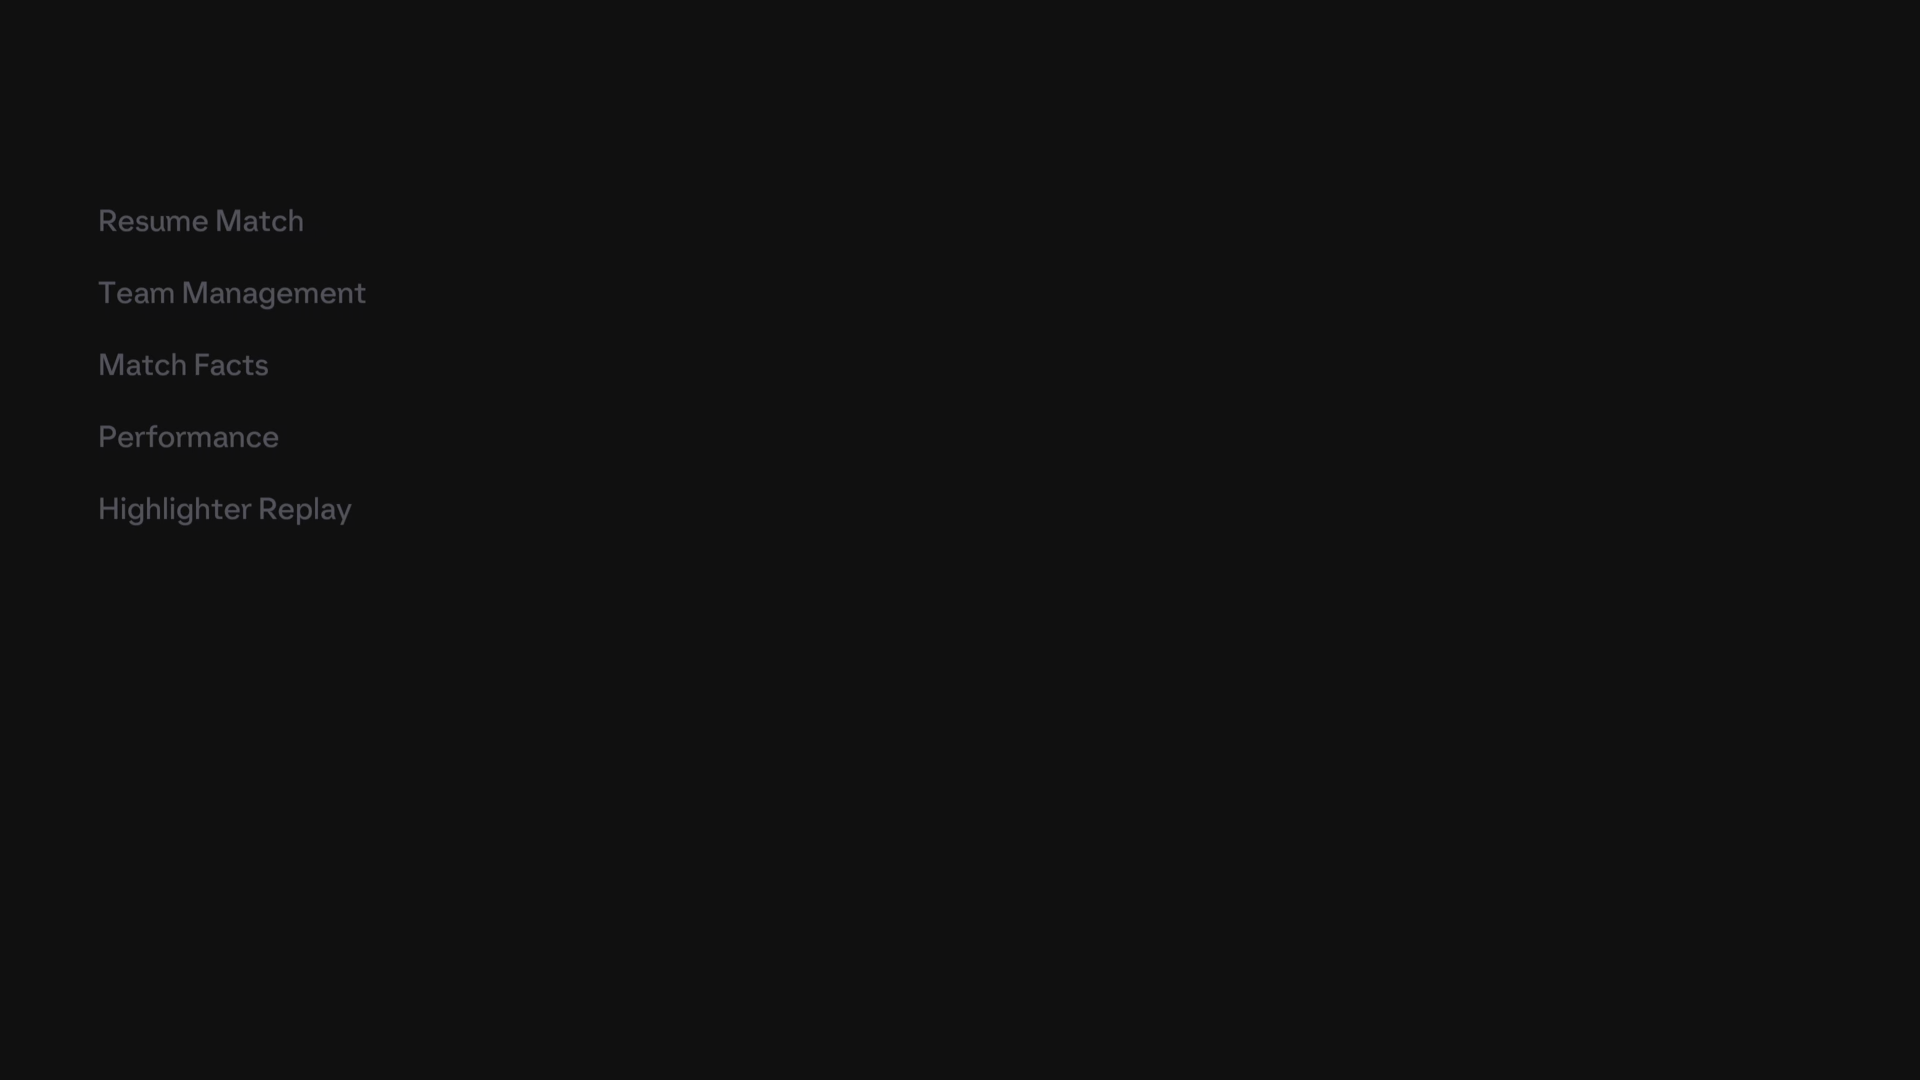 Resume Match
Team Management
Match Facts
Performance
Highlighter Replay